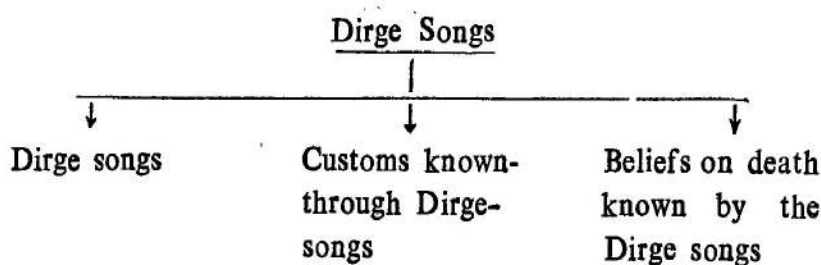 Dirge Songs
Dirge songs
Customs known-
through Dirge-
songs
Beliefs on death
known by the
Dirge songs